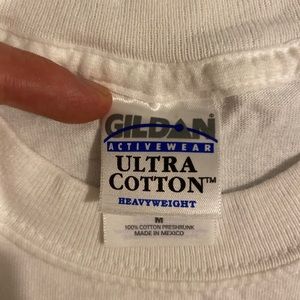 GILDAN
ACTIVEWEAR
ULTRA
COTTON™
HEAVYWEIGHT
M
100% COTTON PRESHRUNK
MADE IN MEXICO